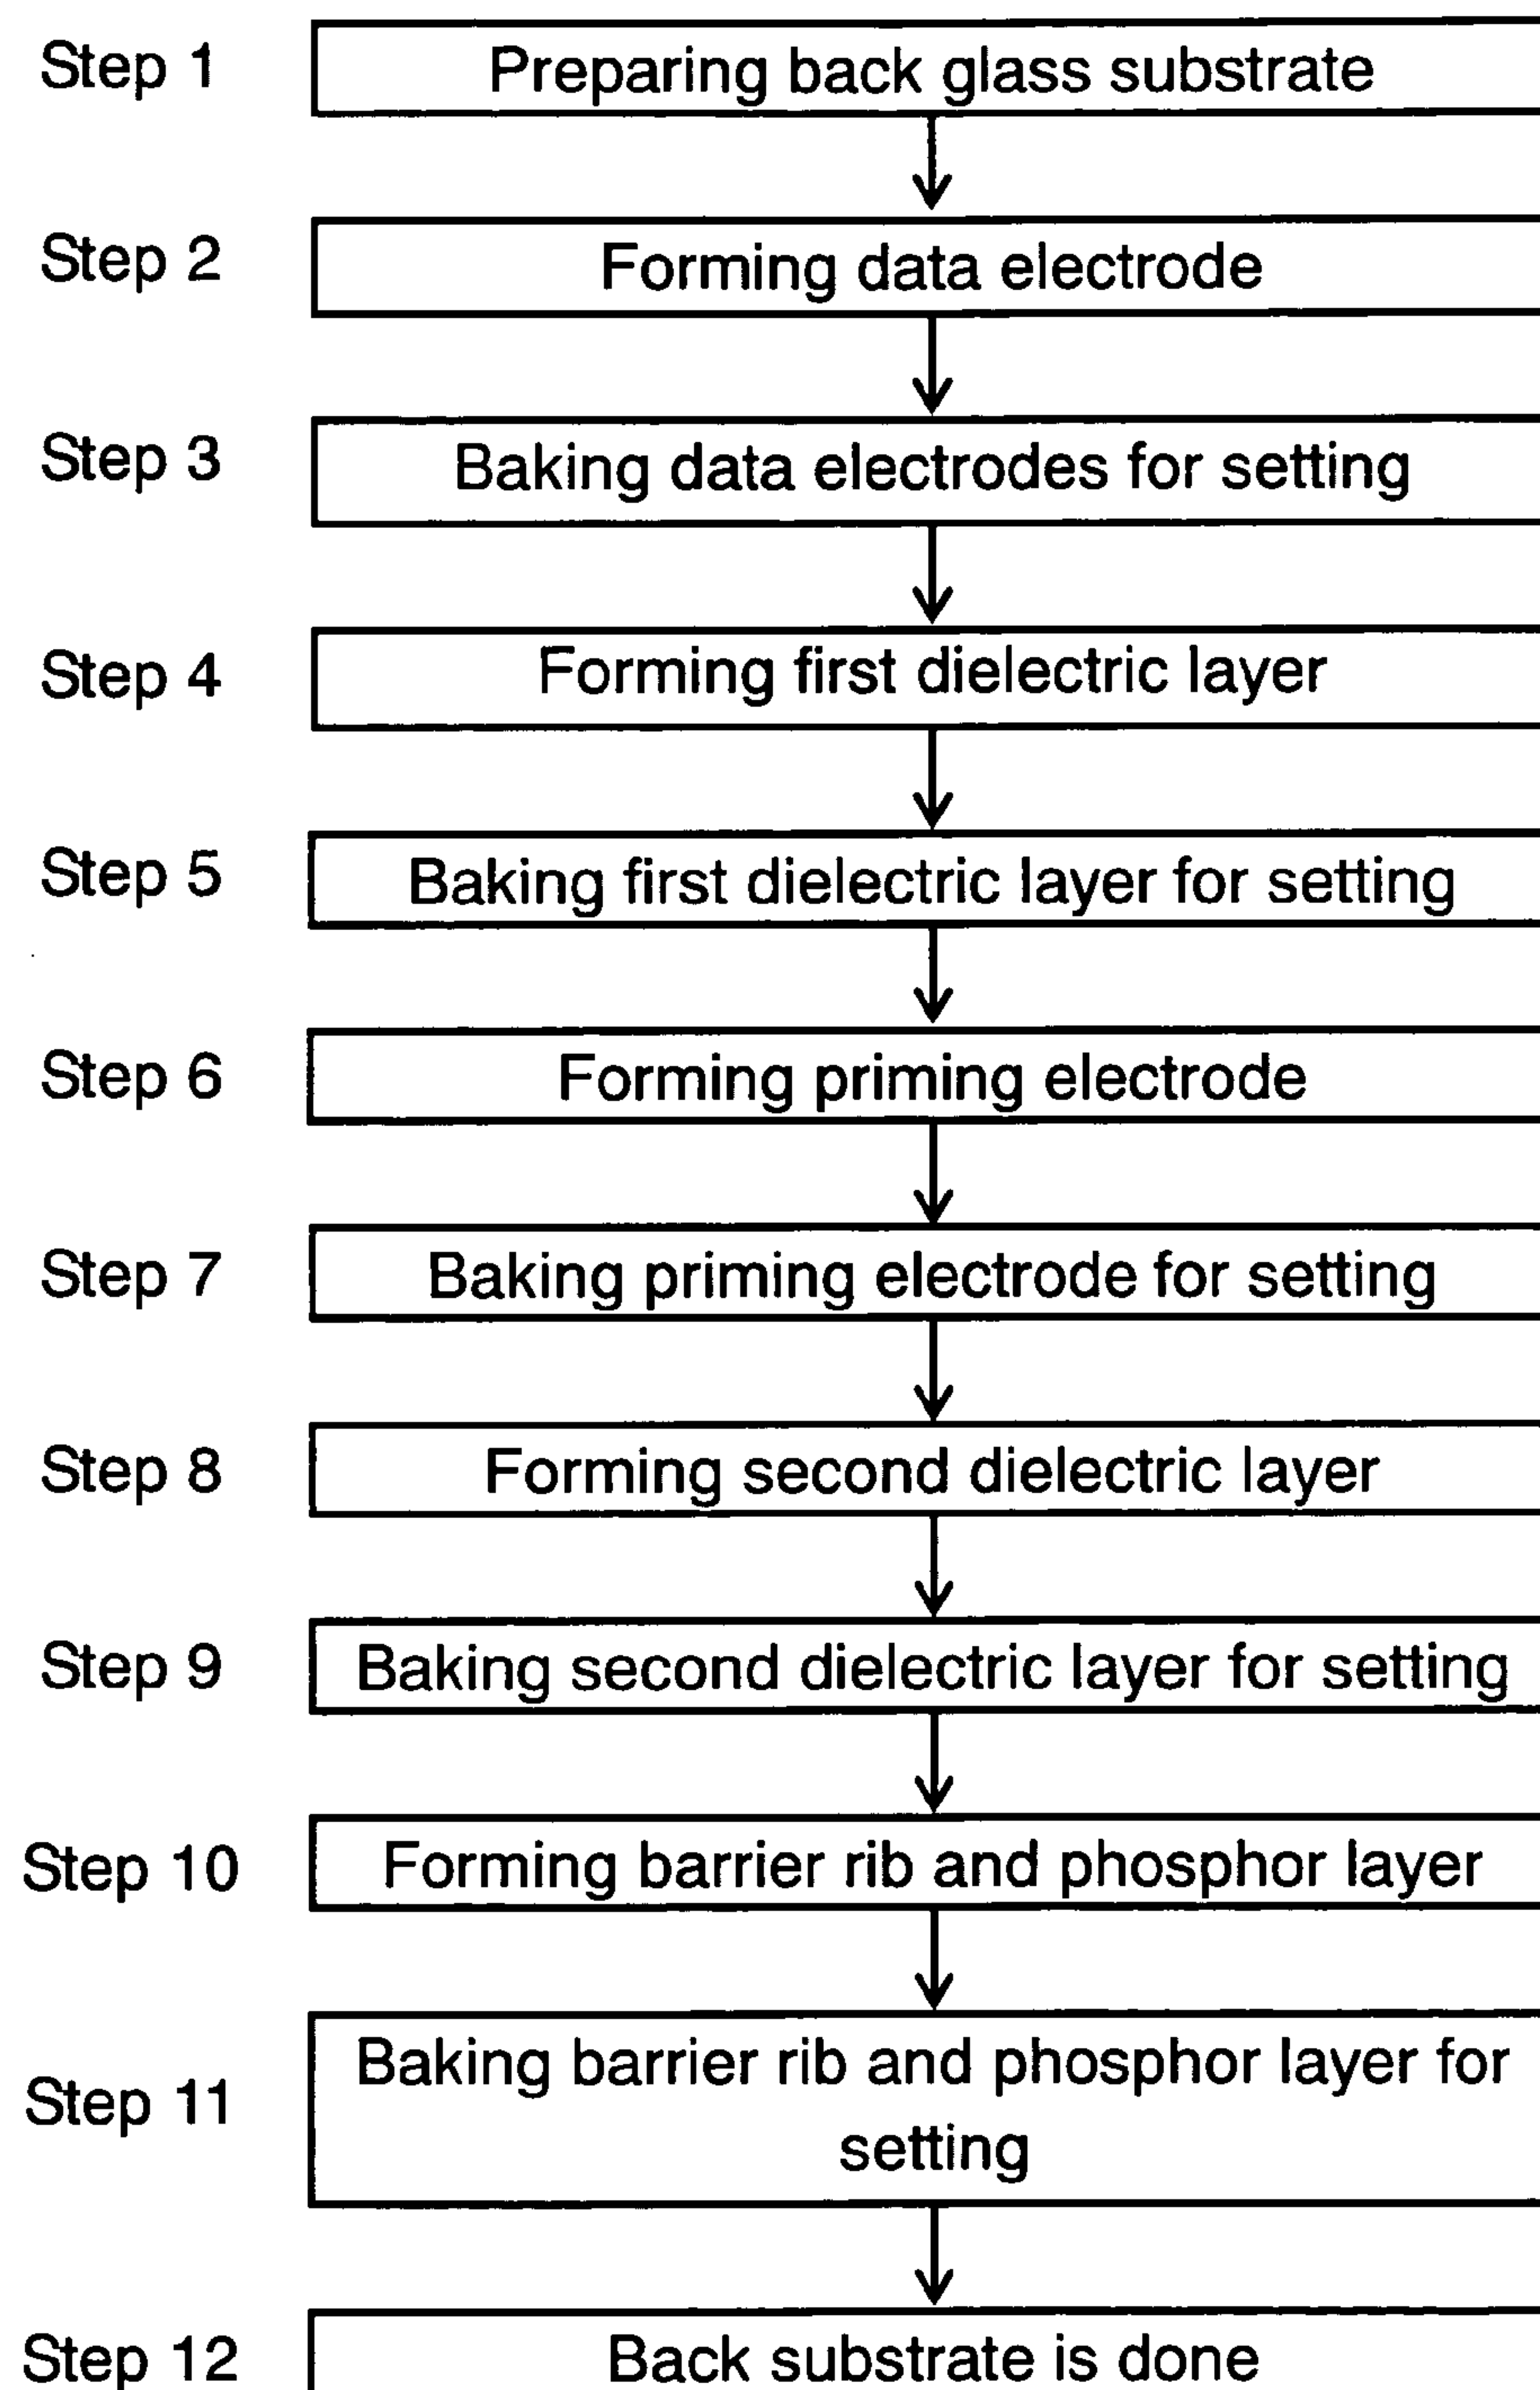 Step 1 Preparing back glass substrate
Step 2 Forming data electrode
Step 3 Baking data electrodes for setting
Step 4 Forming first dielectric layer
Step 5 Baking first dielectric layer for setting
Step 6 Forming priming electrode
Step 7 Baking priming electrode for setting
Step 8 Forming second dielectric layer
Step 9 Baking second dielectric layer for setting
Step 10 Forming barrier rib and phosphor layer
Step 11 Baking barrier rib and phosphor layer for
setting
Step 12 Back substrate is done